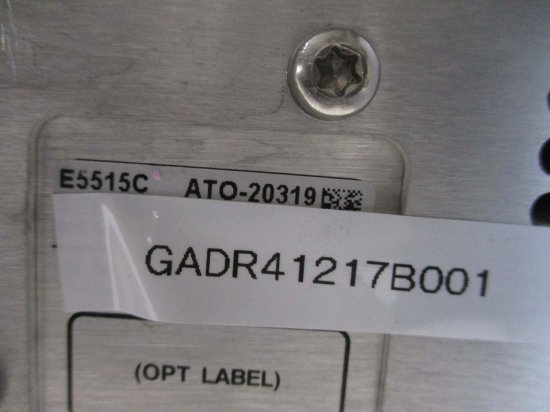 E5515C ATO-20319
GADR41217B001
(OPT LABEL)